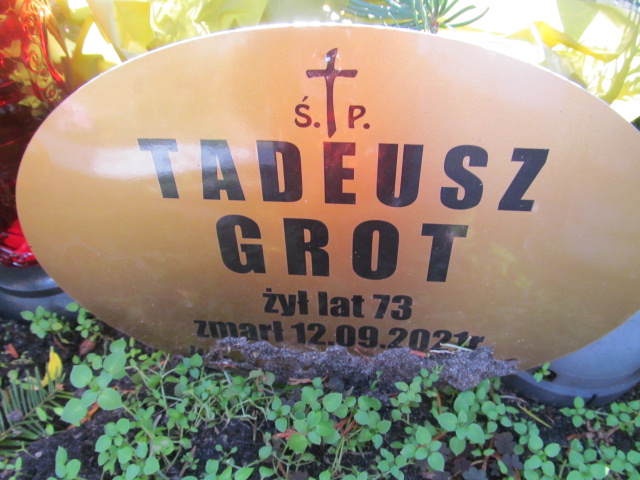 Ś. P.
TADEUSZ
GROT
żył lat 73
zmarł 12.09.2021r.